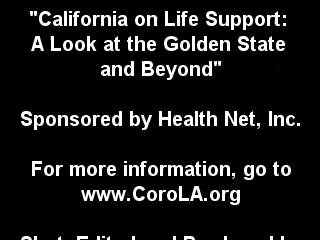 "California on Life Support:
A Look at the Golden State
and Beyond"
Sponsored by Health Net, Inc.
For more information, go to
www.CoroLA.org